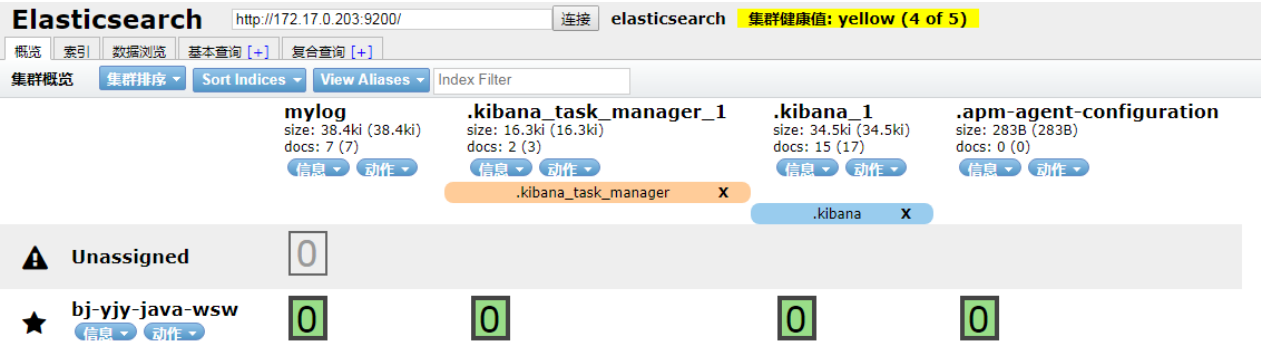 Elasticsearch http://172.17.0.203:9200/ 连接 elasticsearch 集群健康值: yellow (4 of 5)
概览 索引 数据浏览 基本查询 [+] 复合查询 [+]
集群概览 集群排序 Sort Indices View Aliases Index Filter
mylog .kibana_task_manager_1 .kibana_1 .apm-agent-configuration
size: 38.4ki (38.4ki) size: 16.3ki (16.3ki) size: 34.5ki (34.5ki) size: 283B (283B)
docs: 7 (7) docs: 2 (3) docs: 15 (17) docs: 0 (0)
信息 动作 信息 动作 信息 动作 信息 动作
.kibana_task_manager X
.kibana X
Unassigned 0
bj-yjy-java-wsw 0 0 0 0
信息 动作